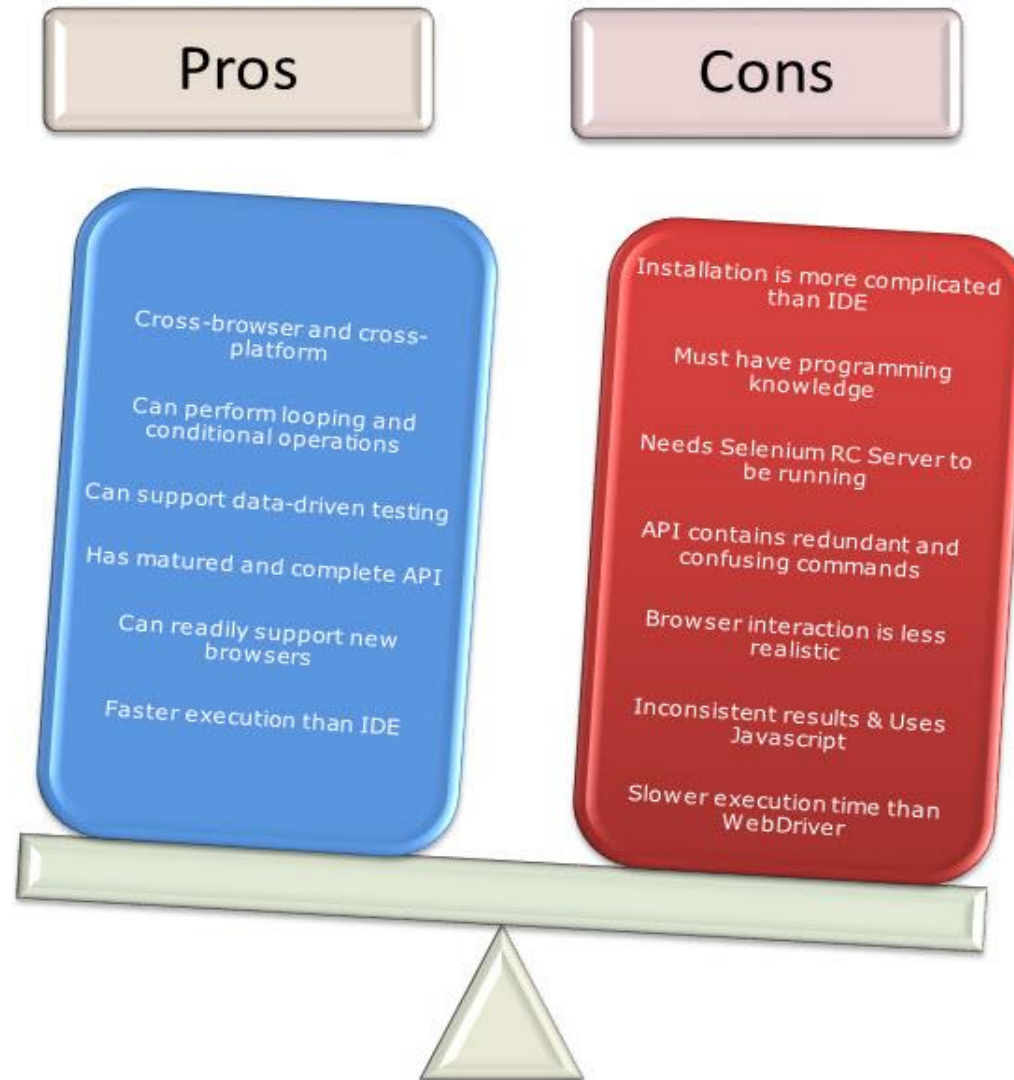 Pros
Cons
Cross-browser and cross-
platform
Can perform looping and
conditional operations
Can support data-driven testing
Has matured and complete API
Can readily support new
browsers
Faster execution than IDE
Installation is more complicated
than IDE
Must have programming
knowledge
Needs Selenium RC Server to
be running
API contains redundant and
confusing commands
Browser interaction is less
realistic
Inconsistent results & Uses
Javascript
Slower execution time than
WebDriver